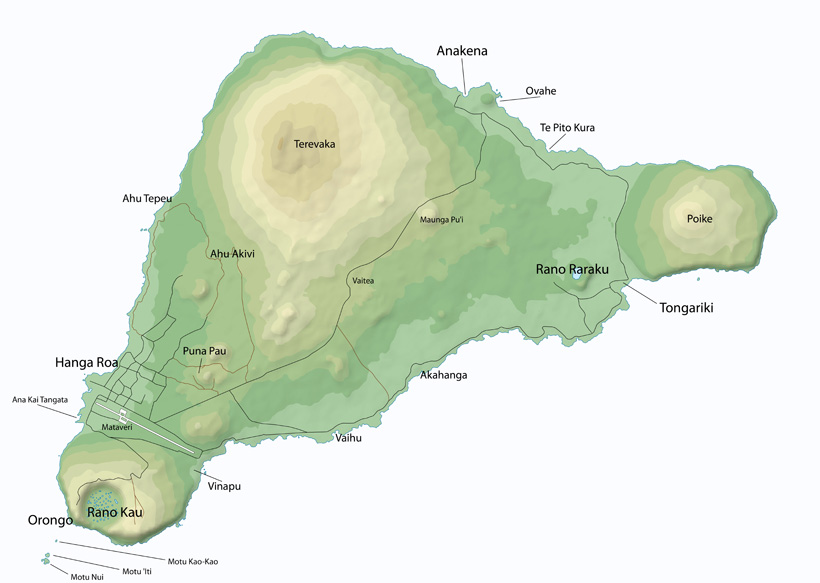 Anakena
Ovahe
Te Pito Kura
Terevaka
Ahu Tepeu
Maunga Pu'i
Poike
Ahu Akivi
Rano Raraku
Vaitea
Tongariki
Puna Pau
Hanga Roa
Akahanga
Ana Kai Tangata
Mataveri
Vaihu
Vinapu
Rano Kau
Orongo
Motu Kao-Kao
Motu 'Iti
Motu Nui